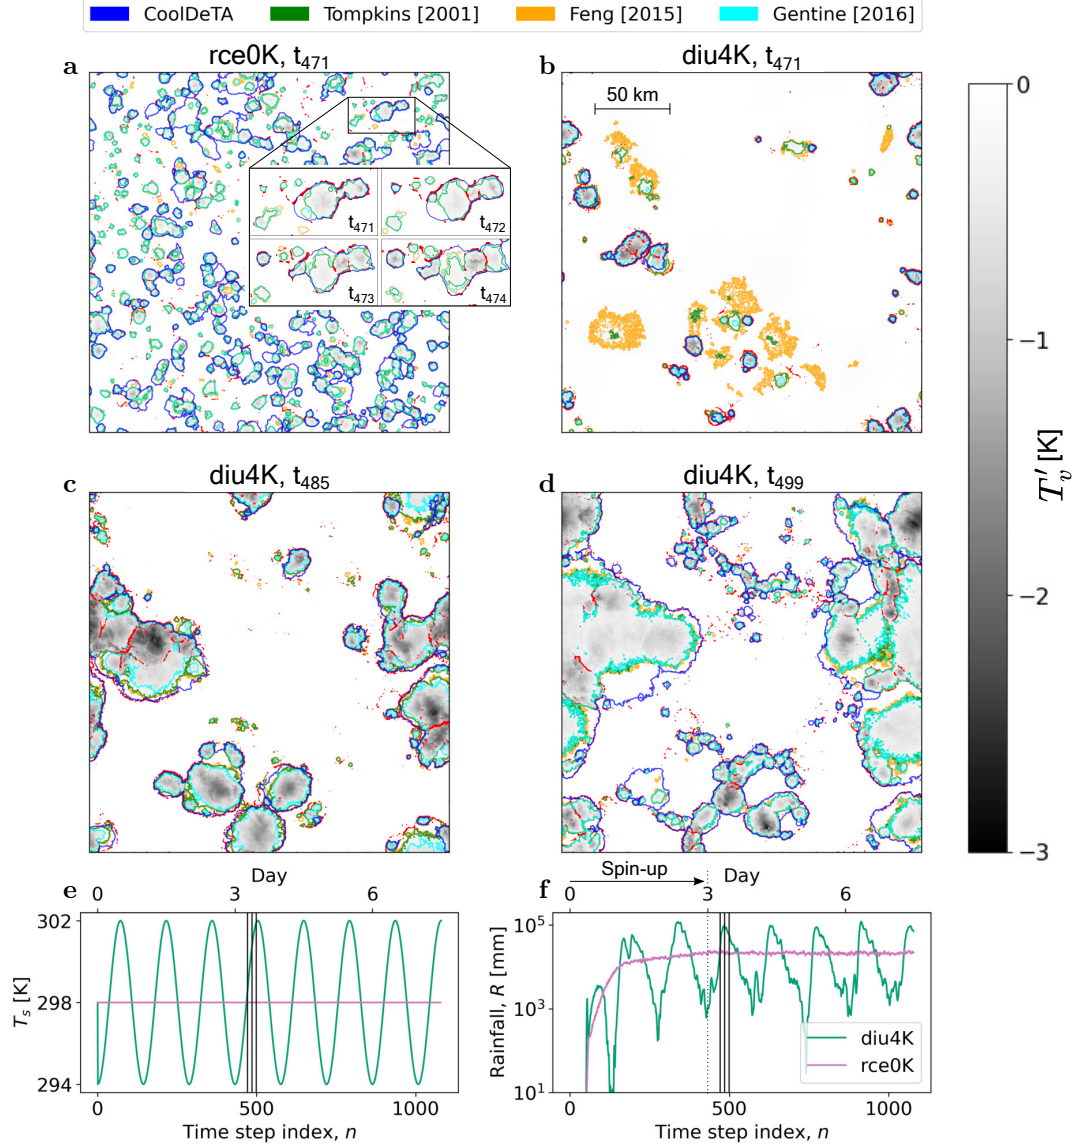 CoolDeTA Tompkins [2001] Feng [2015] Gentine [2016]
a rce0K, t471
b diu4K, t471
50 km
t471 t472
t473 t474
c diu4K, t485
d diu4K, t499
0
−1
−2
−3
T′v [K]
e Day
0 3 6
302
298
294
Ts [K]
0 500 1000
Time step index, n
f Spin-up Day
0 3 6
10^5
10^3
10^1
Rainfall, R [mm]
diu4K
rce0K
0 500 1000
Time step index, n